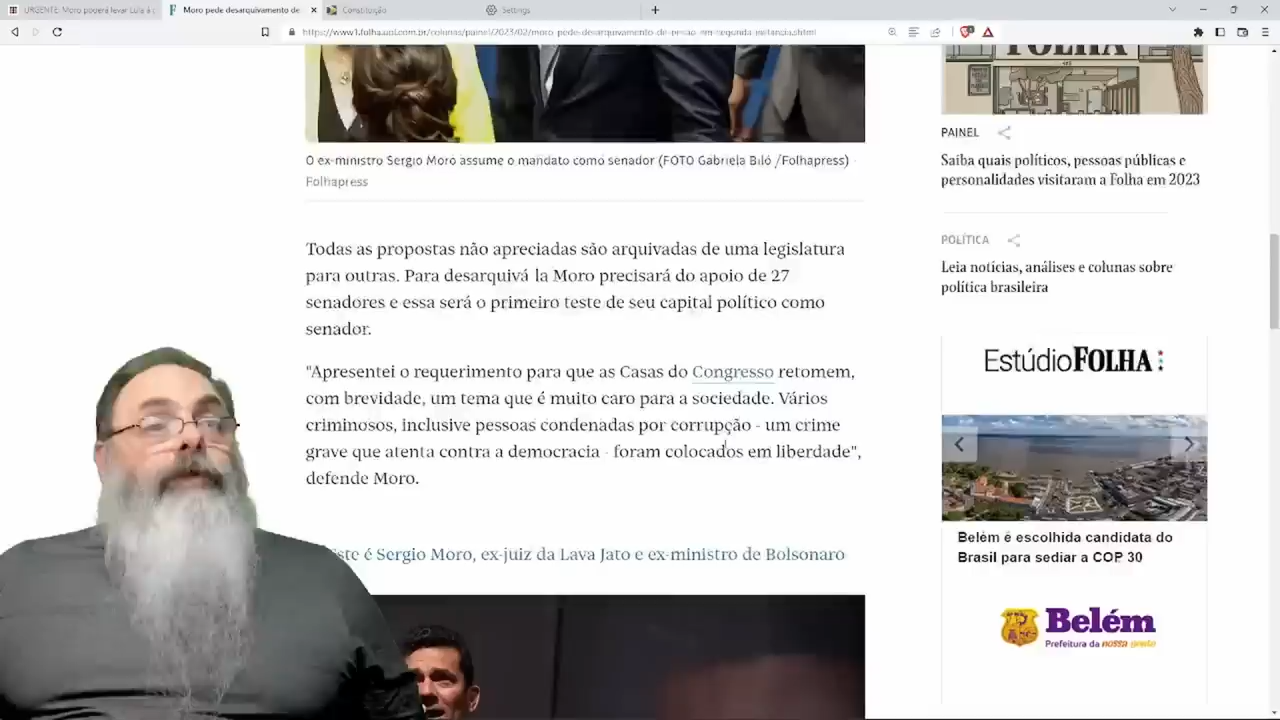 URGENTE: Moro poderá levar Lula à p
Moro pede desarquivamento de
Constituição
Settings
www1.folha.uol.com.br/colunas/painel/2023/02/moro-pede-desarquivamento-de-prisao-em-segunda-instancia.shtml
O ex-ministro Sergio Moro assume o mandato como senador (FOTO Gabriela Biló /Folhapress) -
Folhapress
Todas as propostas não apreciadas são arquivadas de uma legislatura
para outras. Para desarquivá la Moro precisará do apoio de 27
senadores e essa será o primeiro teste de seu capital político como
senador.
"Apresentei o requerimento para que as Casas do Congresso retomem,
com brevidade, um tema que é muito caro para a sociedade. Vários
criminosos, inclusive pessoas condenadas por corrupção - um crime
grave que atenta contra a democracia - foram colocados em liberdade",
defende Moro.
ste é Sergio Moro, ex-juiz da Lava Jato e ex-ministro de Bolsonaro
FOLHA
PAINEL
Saiba quais políticos, pessoas públicas e
personalidades visitaram a Folha em 2023
POLÍTICA
Leia notícias, análises e colunas sobre
política brasileira
EstúdioFOLHA
Belém é escolhida candidata do
Brasil para sediar a COP 30
Belém
Prefeitura da nossa gente